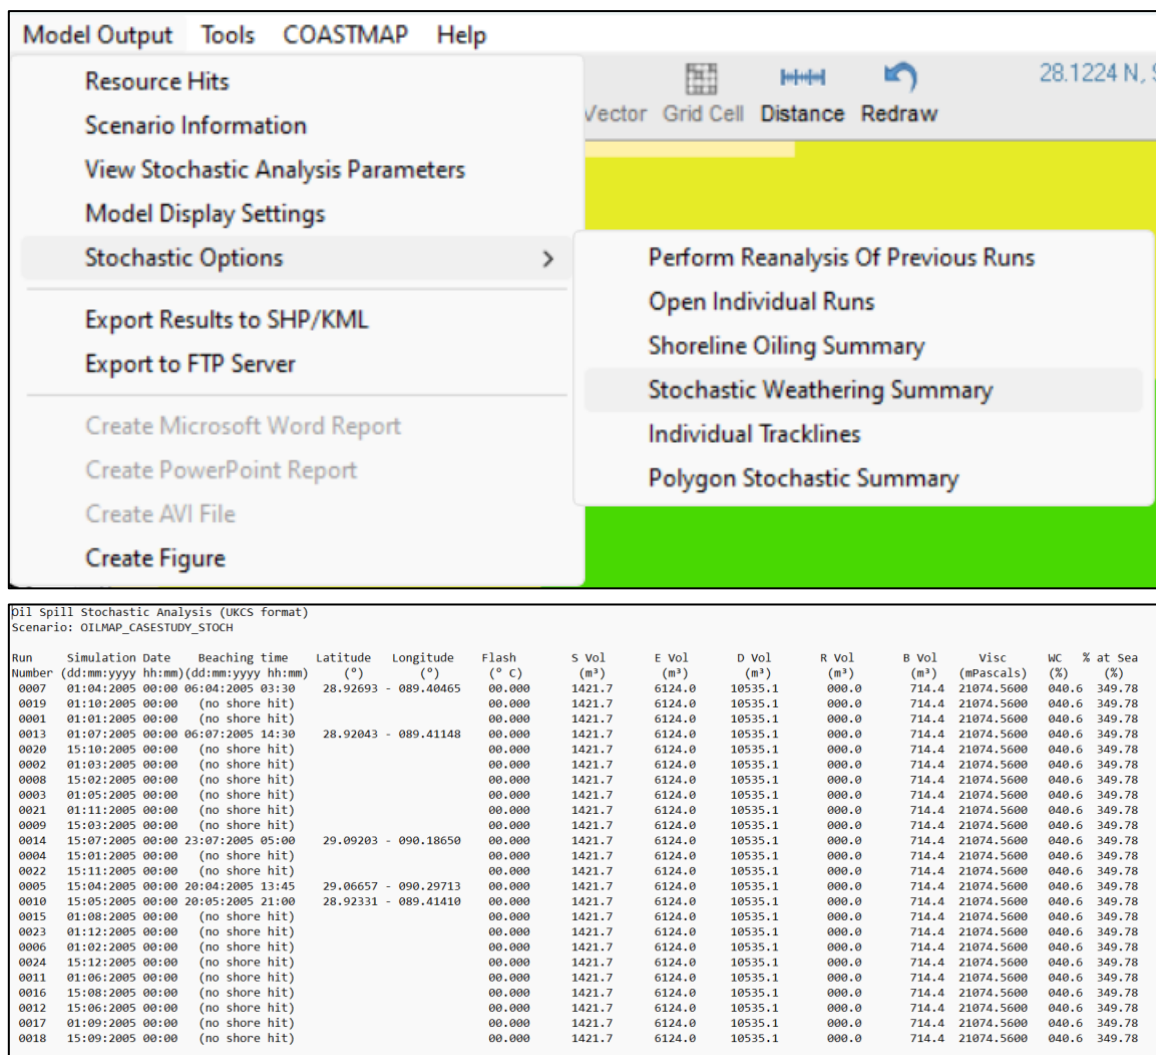 Model Output Tools COASTMAP Help
Resource Hits
Scenario Information
View Stochastic Analysis Parameters
Model Display Settings
Stochastic Options >
Export Results to SHP/KML
Export to FTP Server
Create Microsoft Word Report
Create PowerPoint Report
Create AVI File
Create Figure
Vector Grid Cell Distance Redraw
28.1224 N,
Perform Reanalysis Of Previous Runs
Open Individual Runs
Shoreline Oiling Summary
Stochastic Weathering Summary
Individual Tracklines
Polygon Stochastic Summary
Oil Spill Stochastic Analysis (UKCS format)
Scenario: OILMAP_CASESTUDY_STOCH
Run Simulation Date Beaching time Latitude Longitude Flash S Vol E Vol D Vol R Vol B Vol Visc WC % at Sea
Number (dd:mm:yyyy hh:mm)(dd:mm:yyyy hh:mm) (°) (°) (° C) (m³) (m³) (m³) (m³) (m³) (mPascals) (%) (%)
0007 01:04:2005 00:00 06:04:2005 03:30 28.92693 - 089.40465 00.000 1421.7 6124.0 10535.1 000.0 714.4 21074.5600 040.6 349.78
0019 01:10:2005 00:00 (no shore hit) 00.000 1421.7 6124.0 10535.1 000.0 714.4 21074.5600 040.6 349.78
0001 01:01:2005 00:00 (no shore hit) 00.000 1421.7 6124.0 10535.1 000.0 714.4 21074.5600 040.6 349.78
0013 01:07:2005 00:00 06:07:2005 14:30 28.92043 - 089.41148 00.000 1421.7 6124.0 10535.1 000.0 714.4 21074.5600 040.6 349.78
0020 15:10:2005 00:00 (no shore hit) 00.000 1421.7 6124.0 10535.1 000.0 714.4 21074.5600 040.6 349.78
0002 01:03:2005 00:00 (no shore hit) 00.000 1421.7 6124.0 10535.1 000.0 714.4 21074.5600 040.6 349.78
0008 15:02:2005 00:00 (no shore hit) 00.000 1421.7 6124.0 10535.1 000.0 714.4 21074.5600 040.6 349.78
0003 01:05:2005 00:00 (no shore hit) 00.000 1421.7 6124.0 10535.1 000.0 714.4 21074.5600 040.6 349.78
0021 01:11:2005 00:00 (no shore hit) 00.000 1421.7 6124.0 10535.1 000.0 714.4 21074.5600 040.6 349.78
0009 15:03:2005 00:00 (no shore hit) 00.000 1421.7 6124.0 10535.1 000.0 714.4 21074.5600 040.6 349.78
0014 15:07:2005 00:00 23:07:2005 05:00 29.09203 - 090.18650 00.000 1421.7 6124.0 10535.1 000.0 714.4 21074.5600 040.6 349.78
0004 15:01:2005 00:00 (no shore hit) 00.000 1421.7 6124.0 10535.1 000.0 714.4 21074.5600 040.6 349.78
0022 15:11:2005 00:00 (no shore hit) 00.000 1421.7 6124.0 10535.1 000.0 714.4 21074.5600 040.6 349.78
0005 15:04:2005 00:00 20:04:2005 13:45 29.06657 - 090.29713 00.000 1421.7 6124.0 10535.1 000.0 714.4 21074.5600 040.6 349.78
0010 15:05:2005 00:00 20:05:2005 21:00 28.92331 - 089.41410 00.000 1421.7 6124.0 10535.1 000.0 714.4 21074.5600 040.6 349.78
0015 01:08:2005 00:00 (no shore hit) 00.000 1421.7 6124.0 10535.1 000.0 714.4 21074.5600 040.6 349.78
0023 01:12:2005 00:00 (no shore hit) 00.000 1421.7 6124.0 10535.1 000.0 714.4 21074.5600 040.6 349.78
0006 01:02:2005 00:00 (no shore hit) 00.000 1421.7 6124.0 10535.1 000.0 714.4 21074.5600 040.6 349.78
0024 15:12:2005 00:00 (no shore hit) 00.000 1421.7 6124.0 10535.1 000.0 714.4 21074.5600 040.6 349.78
0011 01:06:2005 00:00 (no shore hit) 00.000 1421.7 6124.0 10535.1 000.0 714.4 21074.5600 040.6 349.78
0016 15:08:2005 00:00 (no shore hit) 00.000 1421.7 6124.0 10535.1 000.0 714.4 21074.5600 040.6 349.78
0012 15:06:2005 00:00 (no shore hit) 00.000 1421.7 6124.0 10535.1 000.0 714.4 21074.5600 040.6 349.78
0017 01:09:2005 00:00 (no shore hit) 00.000 1421.7 6124.0 10535.1 000.0 714.4 21074.5600 040.6 349.78
0018 15:09:2005 00:00 (no shore hit) 00.000 1421.7 6124.0 10535.1 000.0 714.4 21074.5600 040.6 349.78